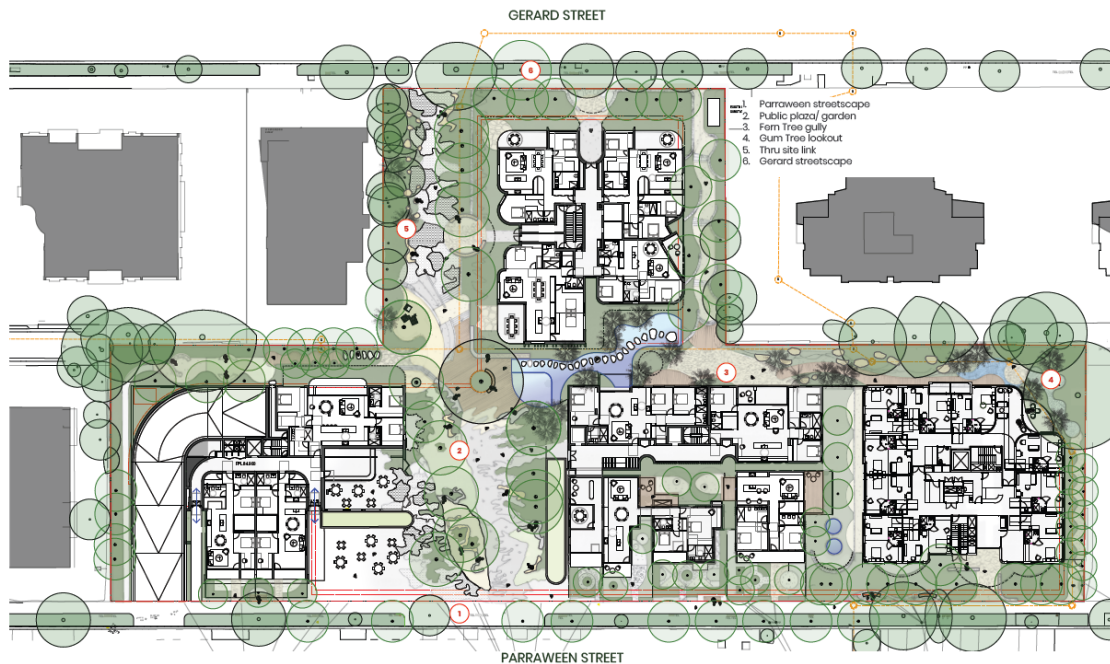 GERARD STREET
6
1. Parraween streetscape
2. Public plaza/ garden
3. Fern Tree gully
4. Gum Tree lookout
5. Thru site link
6. Gerard streetscape
5
3
4
2
1
PARRAWEEN STREET